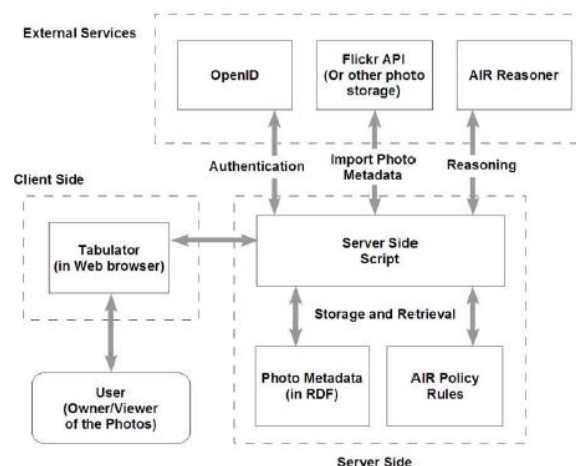 External Services
OpenID
Flickr API
(Or other photo
storage)
AIR Reasoner
Authentication
Import Photo
Metadata
Reasoning
Client Side
Tabulator
(in Web browser)
Server Side
Script
Storage and Retrieval
User
(Owner/Viewer
of the Photos)
Photo Metadata
(in RDF)
AIR Policy
Rules
Server Side